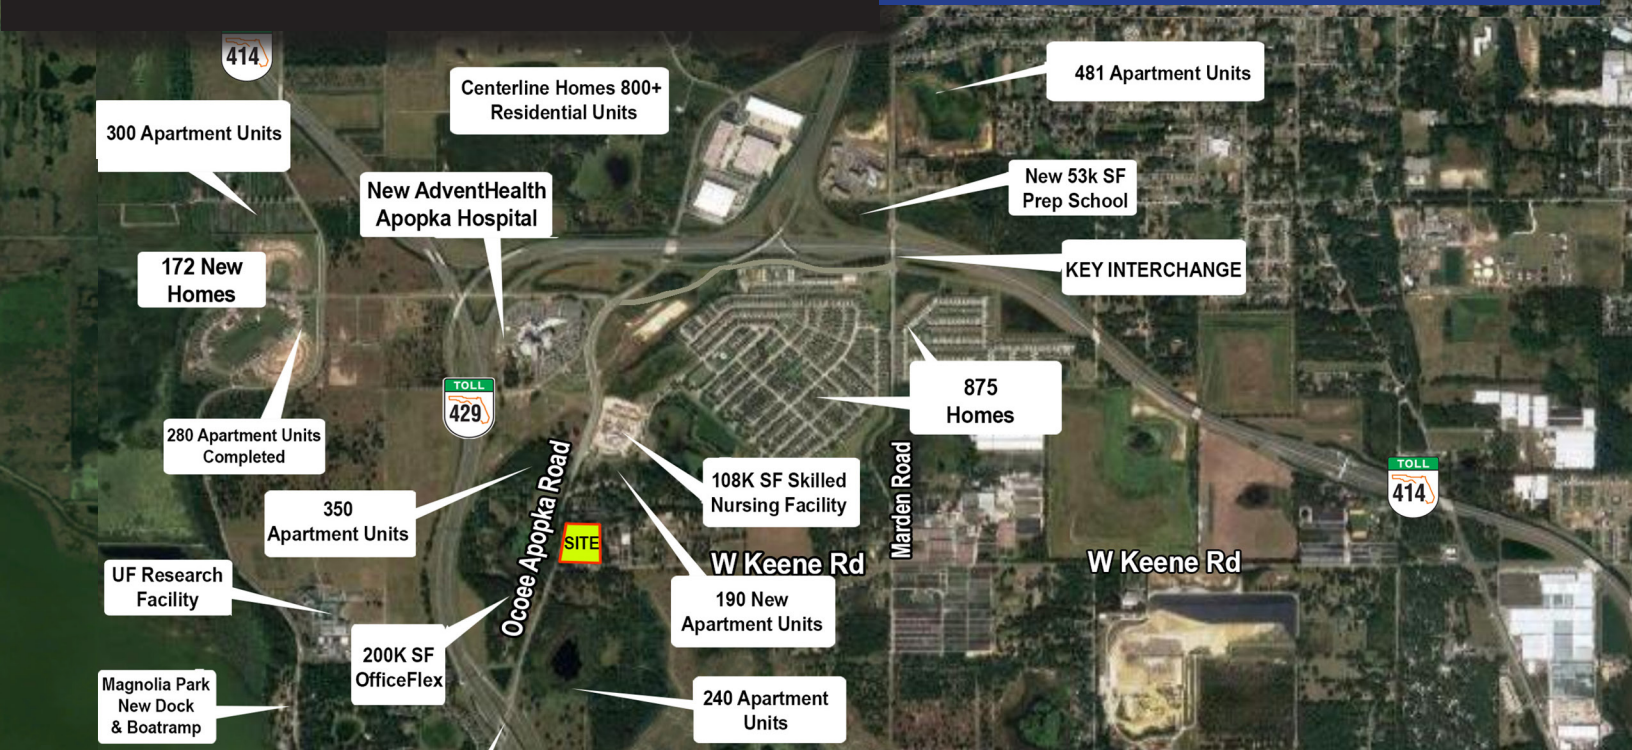 414
481 Apartment Units
Centerline Homes 800+
Residential Units
300 Apartment Units
New AdventHealth
Apopka Hospital
New 53k SF
Prep School
172 New
Homes
KEY INTERCHANGE
TOLL
429
875
Homes
280 Apartment Units
Completed
350
Apartment Units
Ocoee Apopka Road
108K SF Skilled
Nursing Facility
Marden Road
TOLL
414
SITE
W Keene Rd
W Keene Rd
UF Research
Facility
190 New
Apartment Units
200K SF
OfficeFlex
Magnolia Park
New Dock
& Boatramp
240 Apartment
Units